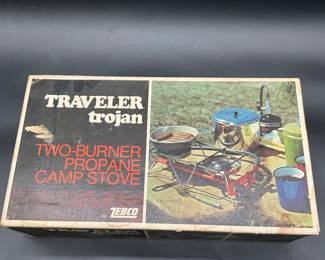 TRAVELER
trojan
TWO-BURNER
PROPANE
CAMP STOVE
ZEBCO